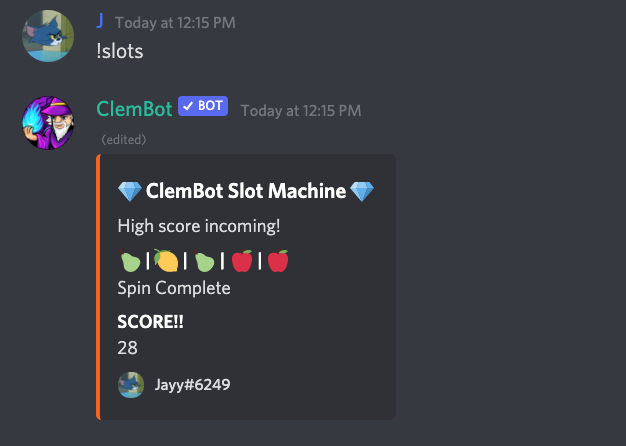 J Today at 12:15 PM
!slots
ClemBot ✓ BOT Today at 12:15 PM
(edited)
💎 ClemBot Slot Machine 💎
High score incoming!
🍐 | 🍋 | 🍐 | 🍎 | 🍎
Spin Complete
SCORE!!
28
Jayy#6249